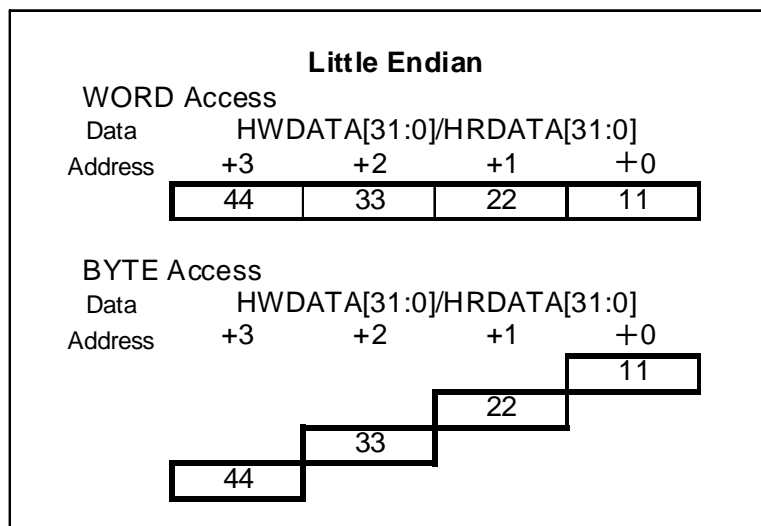 Little Endian
WORD Access
Data HWDATA[31:0]/HRDATA[31:0]
Address +3 +2 +1 +0
44 33 22 11
BYTE Access
Data HWDATA[31:0]/HRDATA[31:0]
Address +3 +2 +1 +0
11
22
33
44